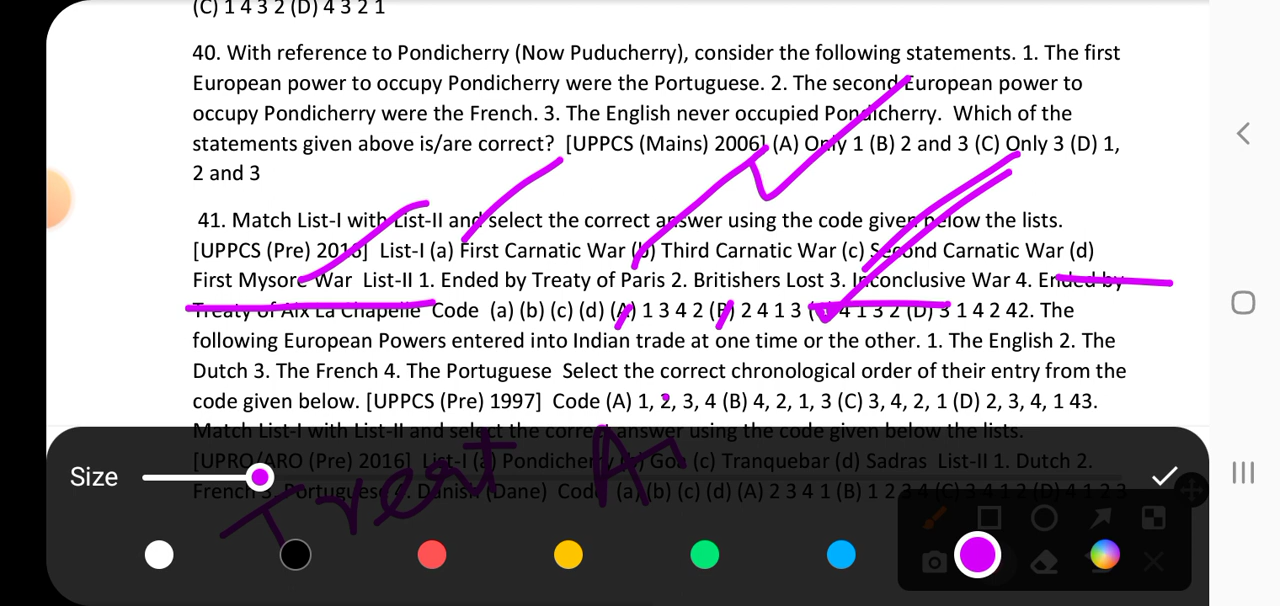 (C) 1 4 3 2 (D) 4 3 2 1
40. With reference to Pondicherry (Now Puducherry), consider the following statements. 1. The first
European power to occupy Pondicherry were the Portuguese. 2. The second European power to
occupy Pondicherry were the French. 3. The English never occupied Pondicherry. Which of the
statements given above is/are correct? [UPPCS (Mains) 2006] (A) Only 1 (B) 2 and 3 (C) Only 3 (D) 1,
2 and 3
41. Match List-I with List-II and select the correct answer using the code given below the lists.
[UPPCS (Pre) 2016] List-I (a) First Carnatic War (b) Third Carnatic War (c) Second Carnatic War (d)
First Mysore War List-II 1. Ended by Treaty of Paris 2. Britishers Lost 3. Inconclusive War 4. Ended by
Treaty of Aix La Chapelle Code (a) (b) (c) (d) (A) 1 3 4 2 (B) 2 4 1 3 (C) 4 1 3 2 (D) 3 1 4 2 42. The
following European Powers entered into Indian trade at one time or the other. 1. The English 2. The
Dutch 3. The French 4. The Portuguese Select the correct chronological order of their entry from the
code given below. [UPPCS (Pre) 1997] Code (A) 1, 2, 3, 4 (B) 4, 2, 1, 3 (C) 3, 4, 2, 1 (D) 2, 3, 4, 1 43.
Match List-I with List-II and select the correct answer using the code given below the lists.
[UPRO/ARO (Pre) 2016] List-I (a) Pondicherry (b) Goa (c) Tranquebar (d) Sadras List-II 1. Dutch 2.
French 3. Portuguese 4. Danish (Dane) Code (a) (b) (c) (d) (A) 2 3 4 1 (B) 1 2 3 4 (C) 3 4 1 2 (D) 4 1 2 3
Size